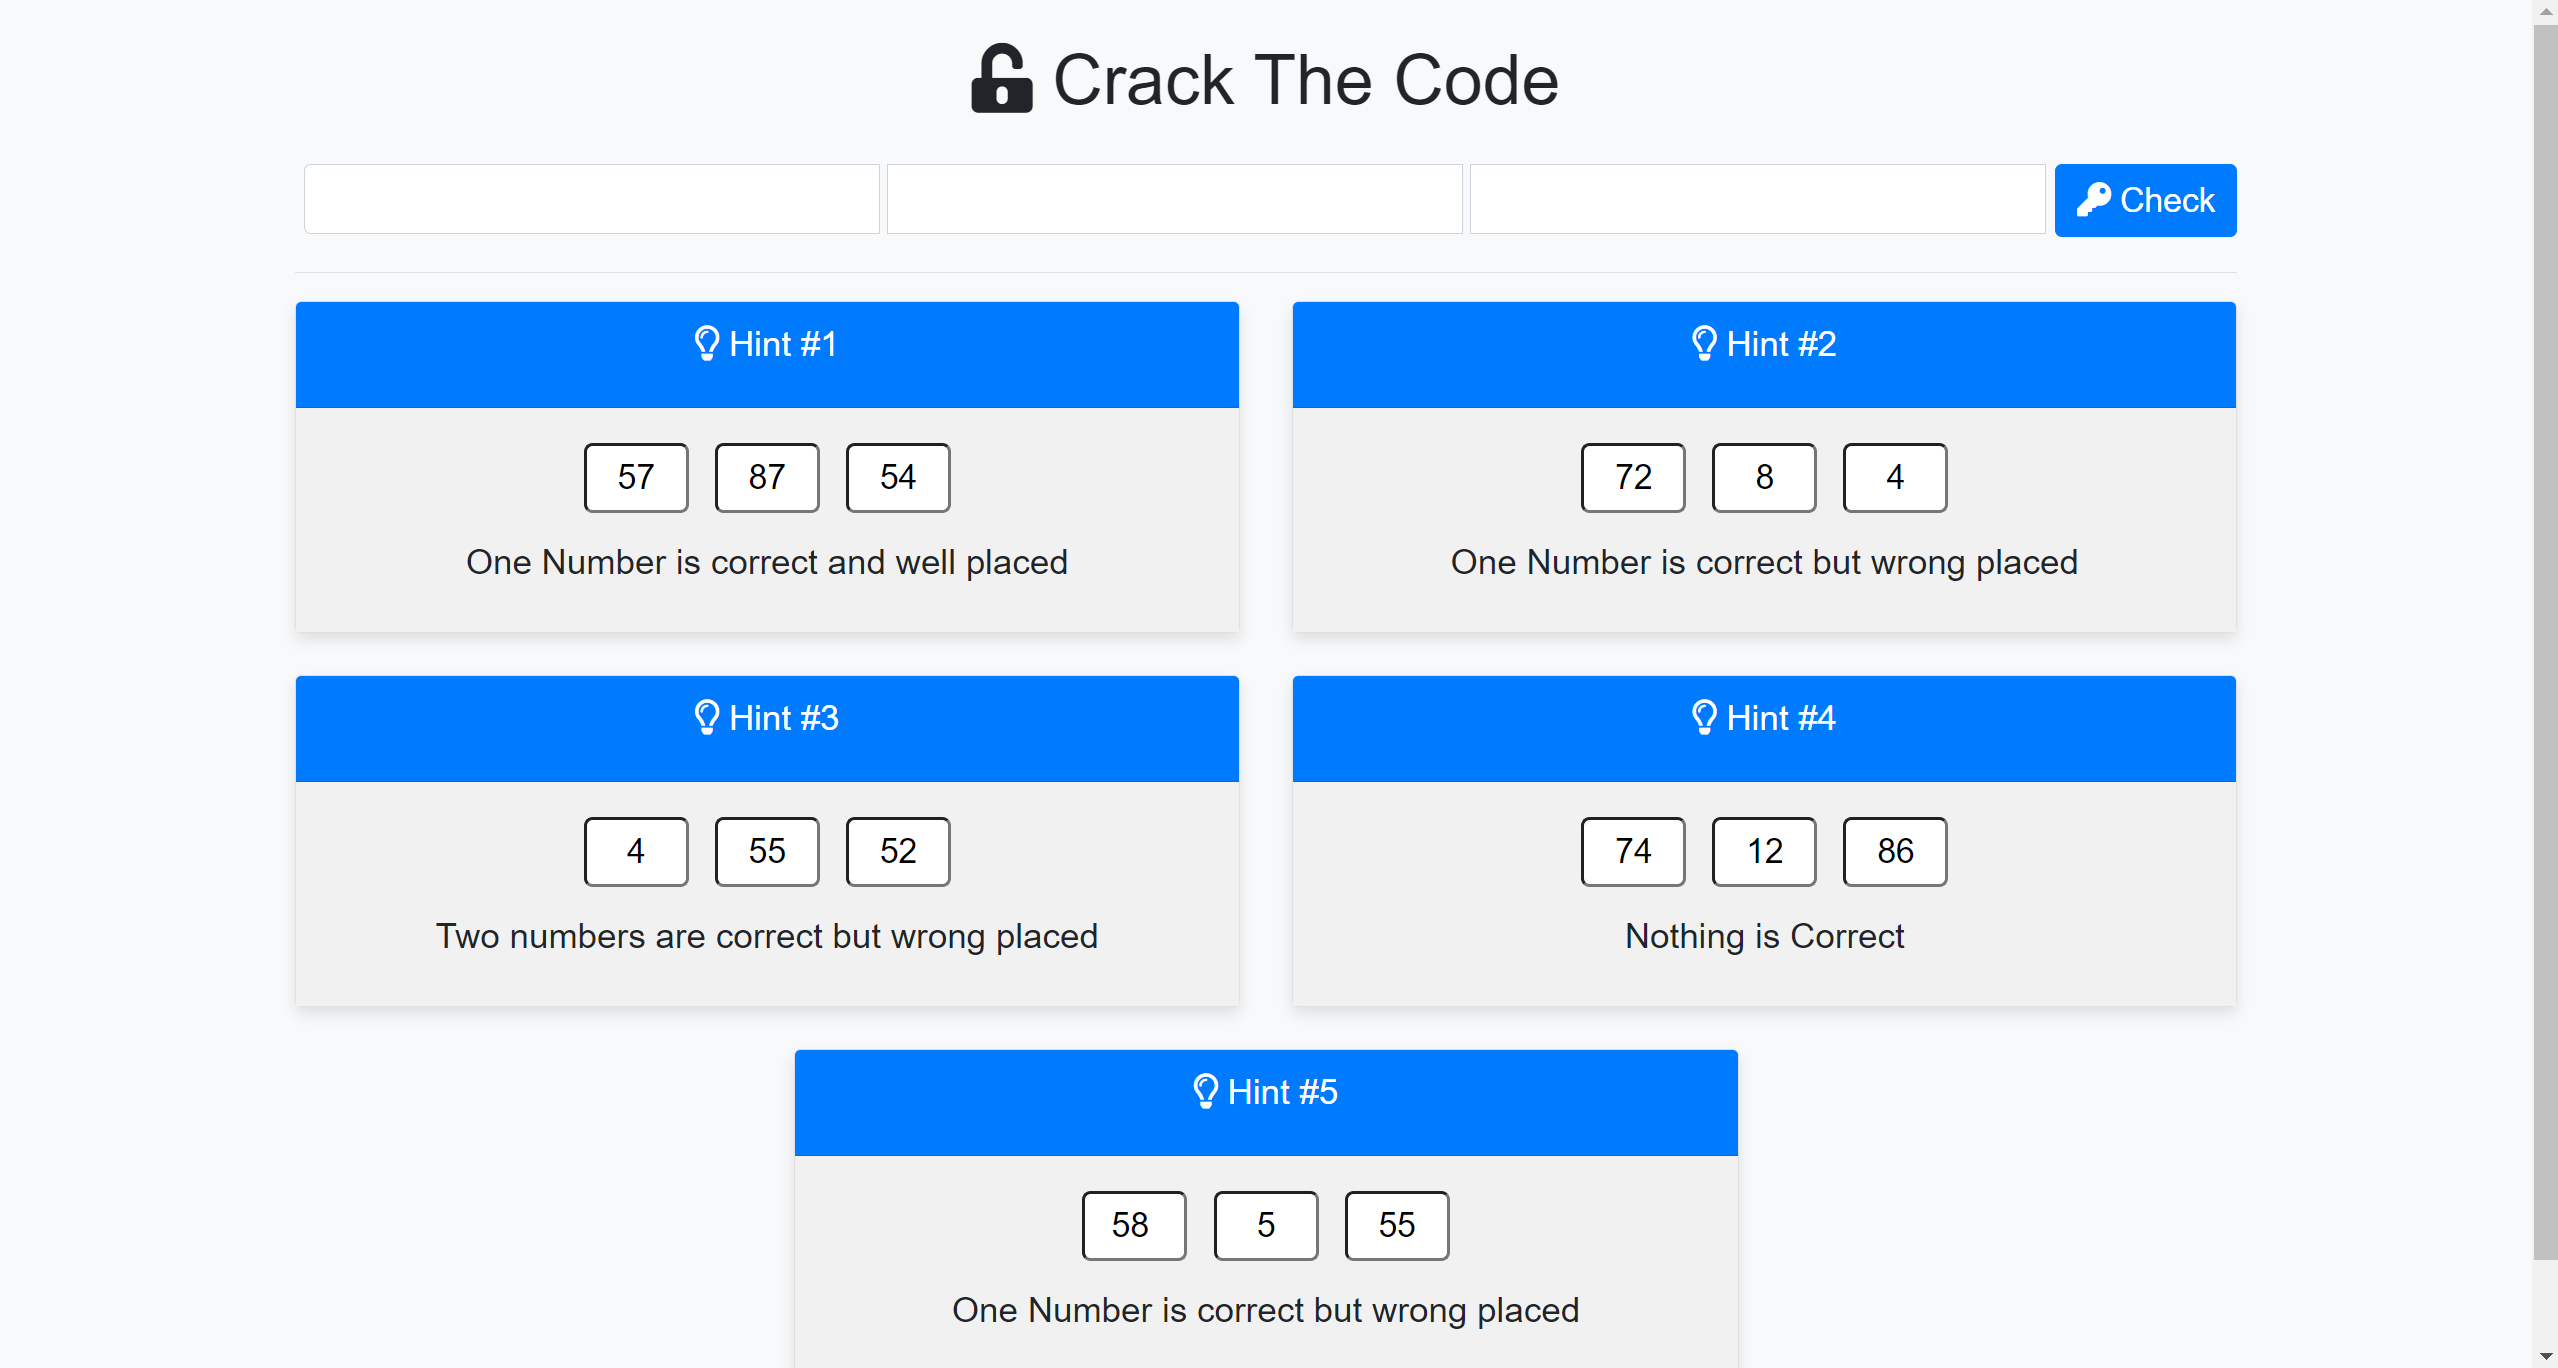 Crack The Code
Check
Hint #1
57 87 54
One Number is correct and well placed
Hint #2
72 8 4
One Number is correct but wrong placed
Hint #3
4 55 52
Two numbers are correct but wrong placed
Hint #4
74 12 86
Nothing is Correct
Hint #5
58 5 55
One Number is correct but wrong placed